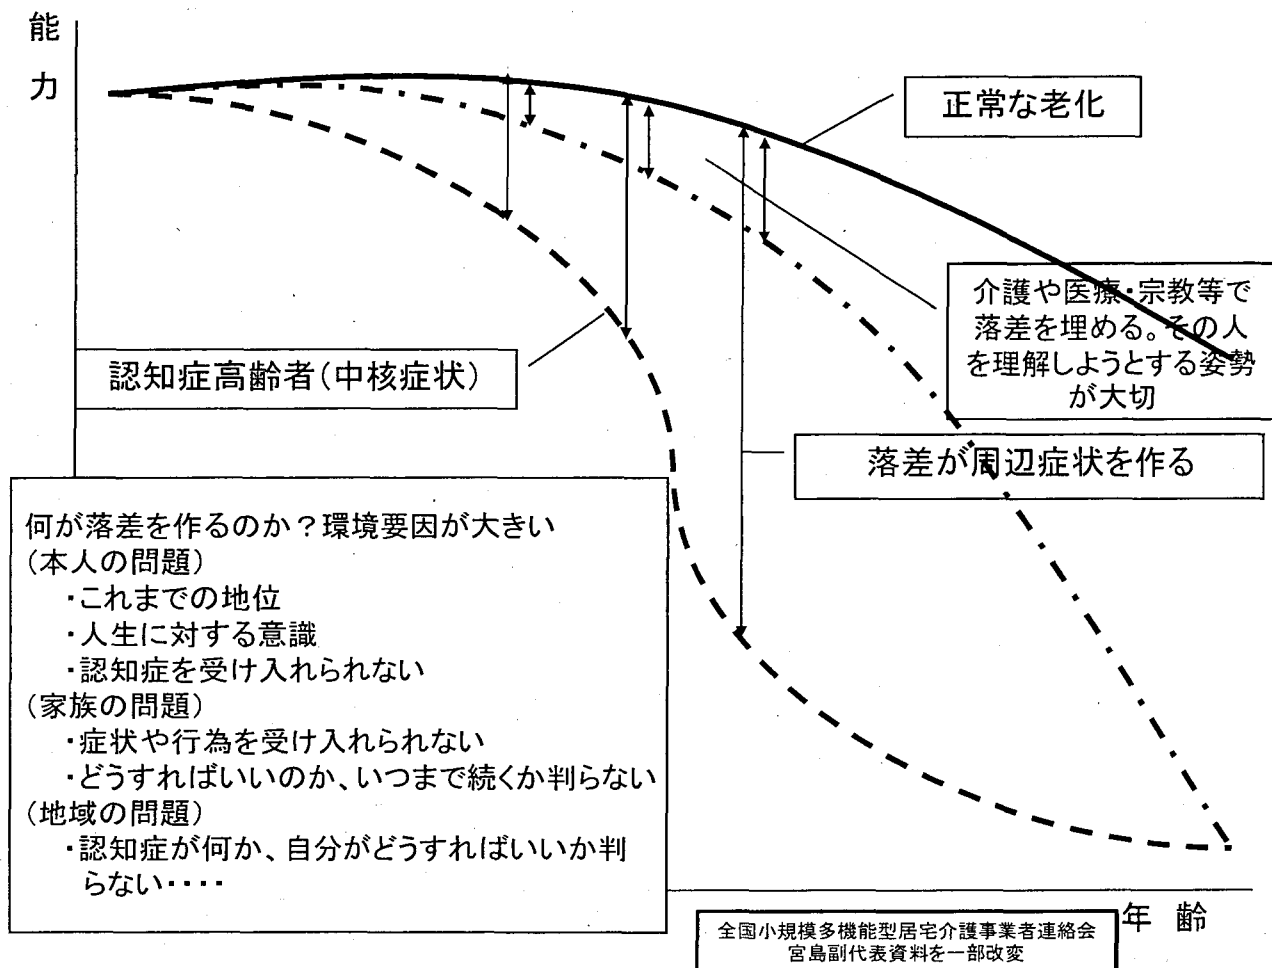 能力
正常な老化
介護や医療・宗教等で
落差を埋める。その人
を理解しようとする姿勢
が大切
認知症高齢者(中核症状)
落差が周辺症状を作る
何が落差を作るのか?環境要因が大きい
(本人の問題)
・これまでの地位
・人生に対する意識
・認知症を受け入れられない
(家族の問題)
・症状や行為を受け入れられない
・どうすればいいのか、いつまで続くか判らない
(地域の問題)
・認知症が何か、自分がどうすればいいか判
らない・・・・
年 齢
全国小規模多機能型居宅介護事業者連絡会
宮島副代表資料を一部改変